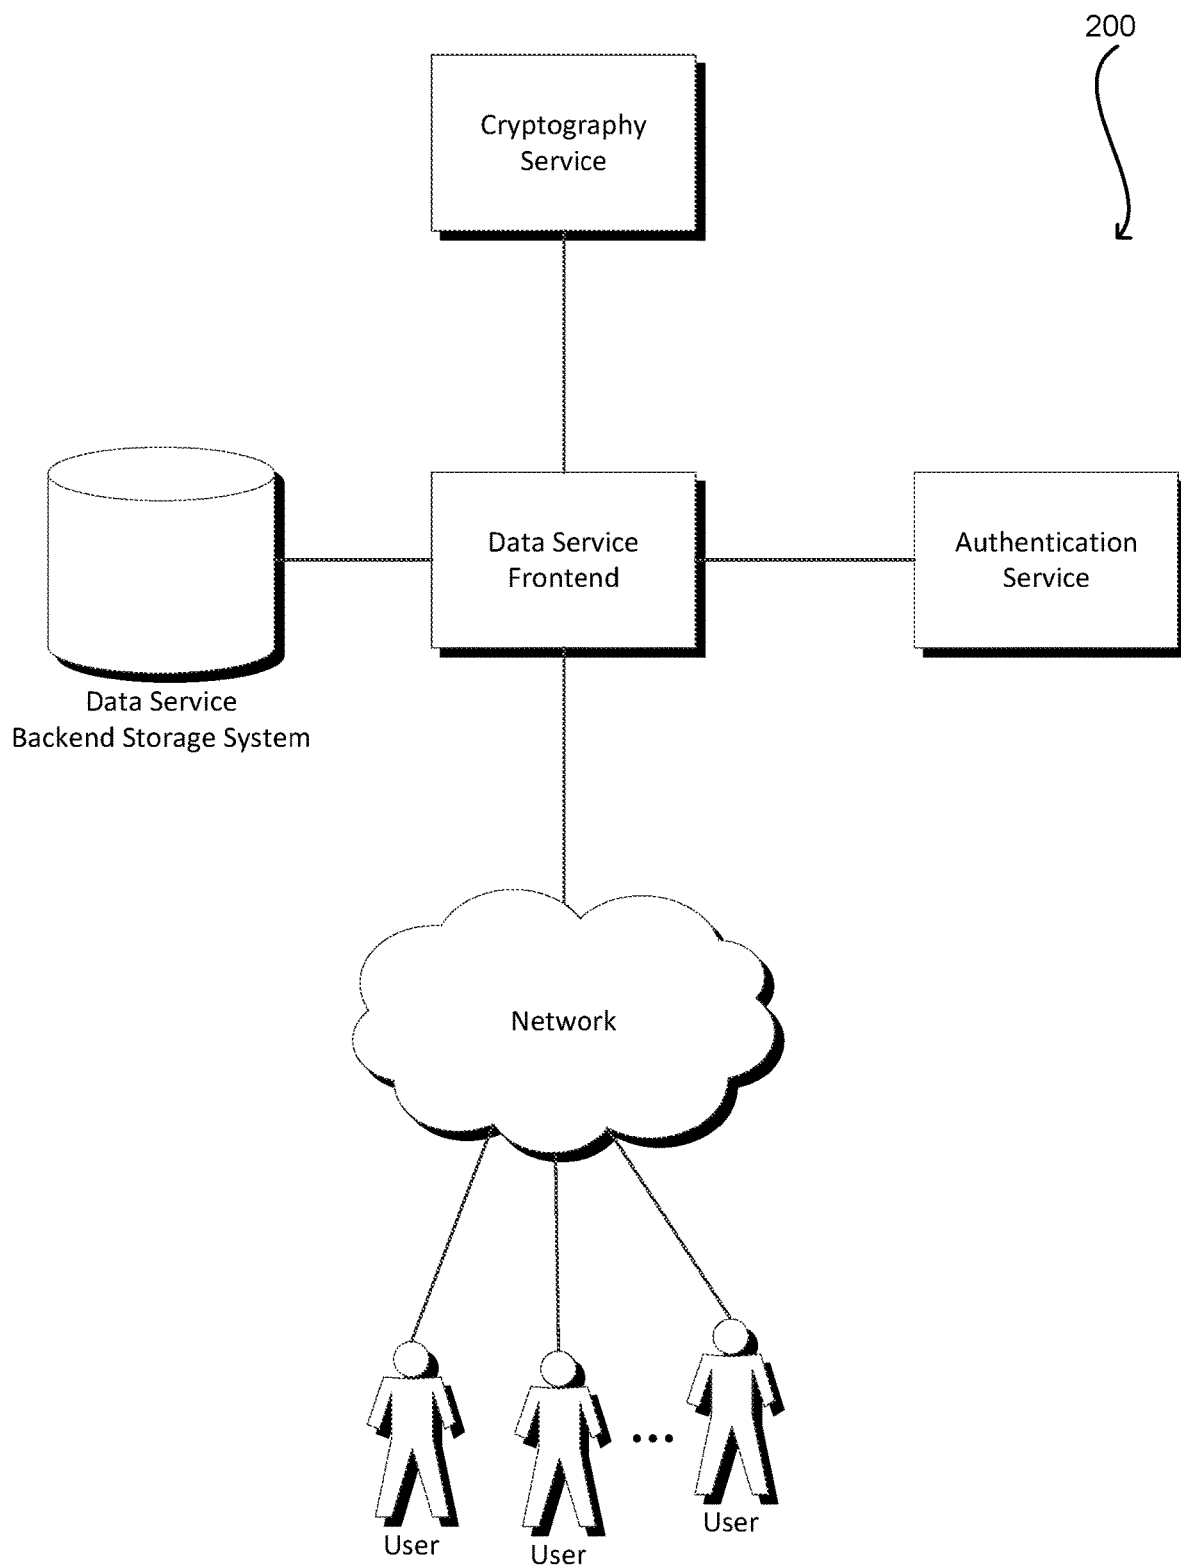 200
Cryptography
Service
Data Service
Frontend
Authentication
Service
Data Service
Backend Storage System
Network
User
User
User